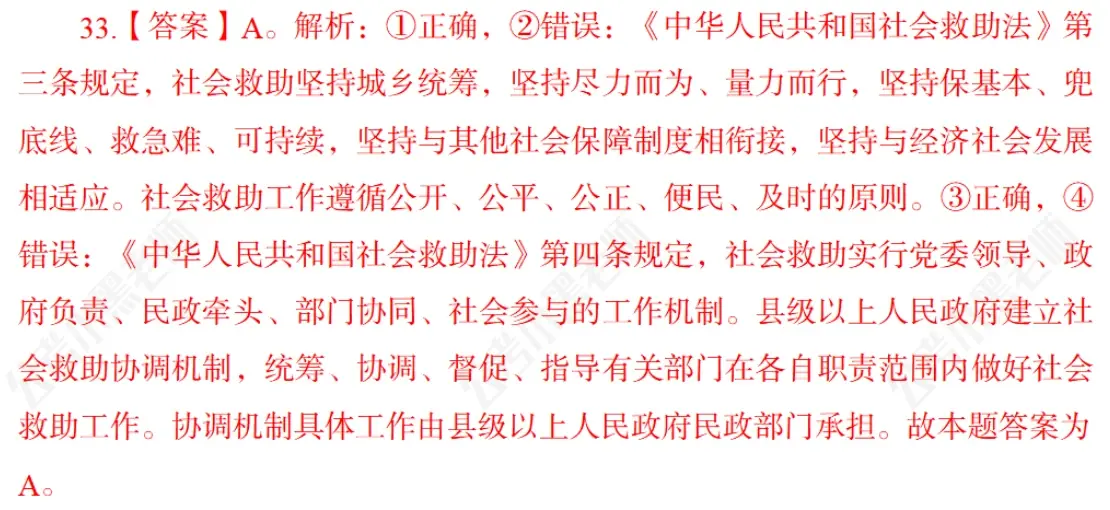 33.【答案】A。解析：①正确，②错误：《中华人民共和国社会救助法》第
三条规定，社会救助坚持城乡统筹，坚持尽力而为、量力而行，坚持保基本、兜
底线、救急难、可持续，坚持与其他社会保障制度相衔接，坚持与经济社会发展
相适应。社会救助工作遵循公开、公平、公正、便民、及时的原则。③正确，④
错误：《中华人民共和国社会救助法》第四条规定，社会救助实行党委领导、政
府负责、民政牵头、部门协同、社会参与的工作机制。县级以上人民政府建立社
会救助协调机制，统筹、协调、督促、指导有关部门在各自职责范围内做好社会
救助工作。协调机制具体工作由县级以上人民政府民政部门承担。故本题答案为
A。